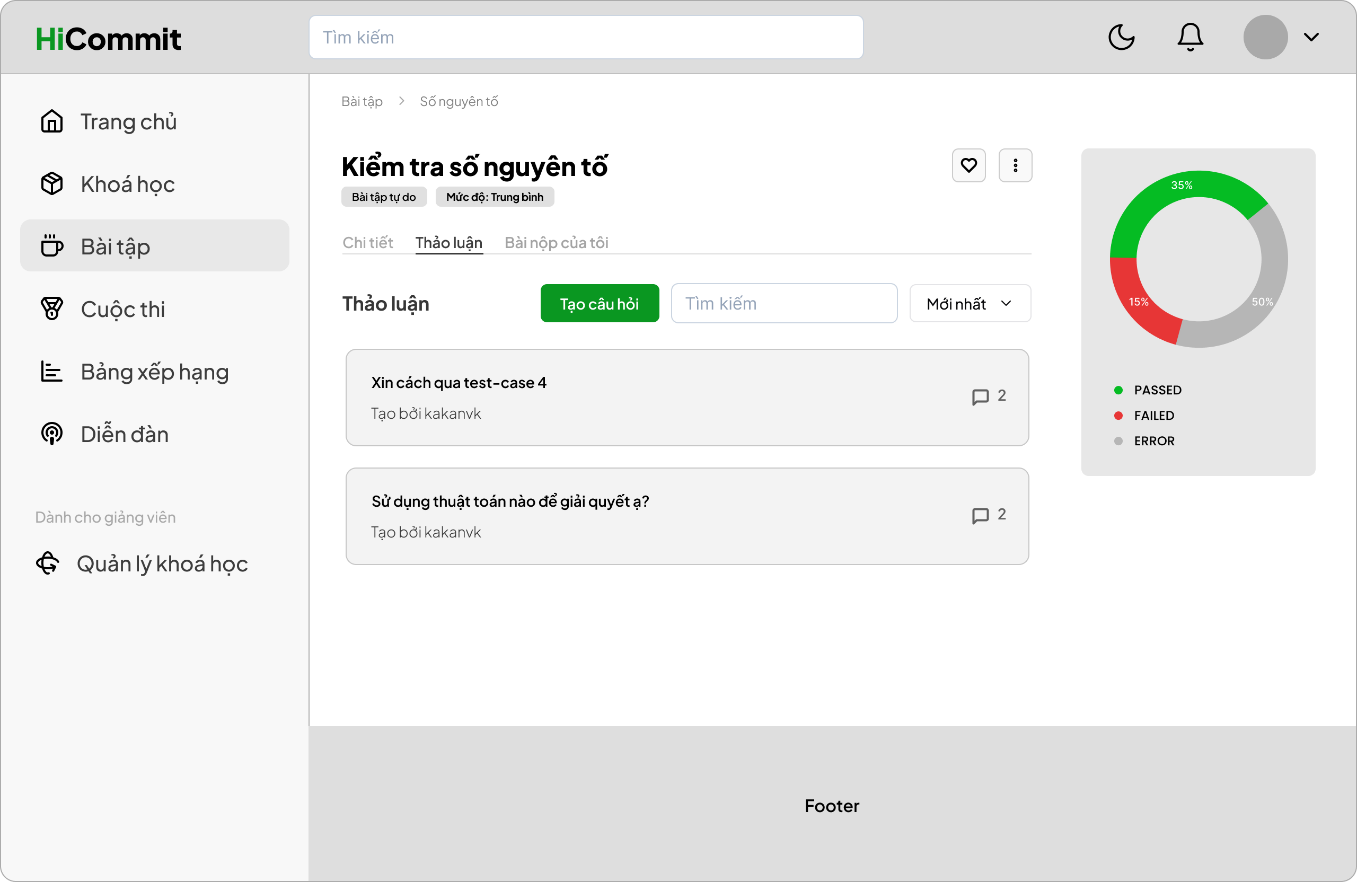 HiCommit
Tìm kiếm
Trang chủ
Khoá học
Bài tập
Cuộc thi
Bảng xếp hạng
Diễn đàn
Dành cho giảng viên
Quản lý khoá học
Bài tập > Số nguyên tố
Kiểm tra số nguyên tố
Bài tập tự do Mức độ: Trung bình
Chi tiết Thảo luận Bài nộp của tôi
Thảo luận Tạo câu hỏi Tìm kiếm Mới nhất
Xin cách qua test-case 4
Tạo bởi kakanvk
2
Sử dụng thuật toán nào để giải quyết ạ?
Tạo bởi kakanvk
2
35%
15% 50%
PASSED
FAILED
ERROR
Footer